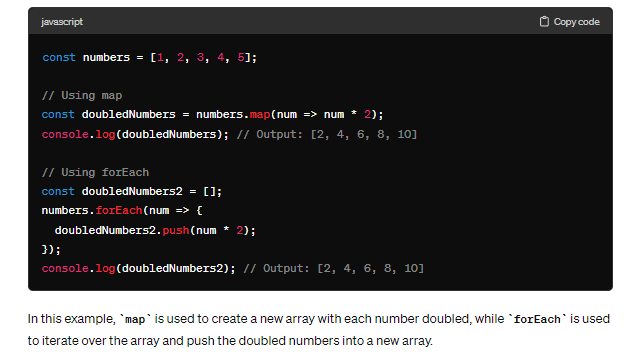 javascript
Copy code
const numbers = [1, 2, 3, 4, 5];
// Using map
const doubledNumbers = numbers.map(num => num * 2);
console.log(doubledNumbers); // Output: [2, 4, 6, 8, 10]
// Using forEach
const doubledNumbers2 = [];
numbers.forEach(num => {
  doubledNumbers2.push(num * 2);
});
console.log(doubledNumbers2); // Output: [2, 4, 6, 8, 10]
In this example, `map` is used to create a new array with each number doubled, while `forEach` is used
to iterate over the array and push the doubled numbers into a new array.